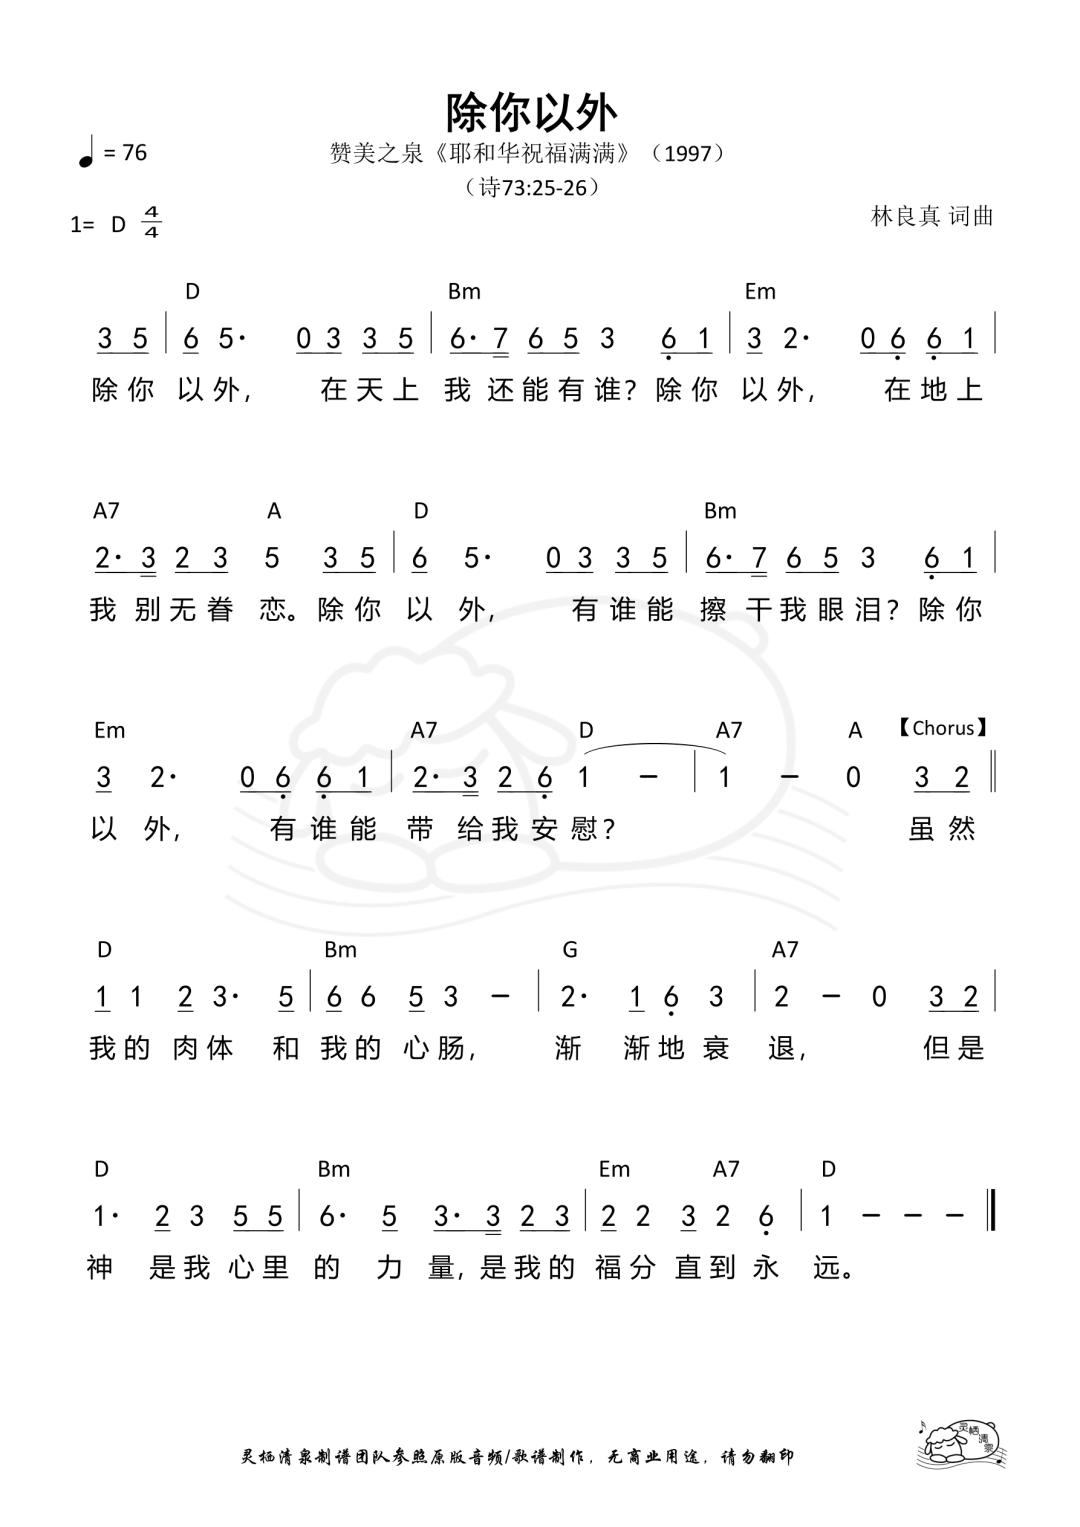 除你以外
♩ = 76
赞美之泉《耶和华祝福满满》（1997）
（诗73:25-26）
1= D 4/4
林良真 词曲
D Bm Em
3 5 | 6 5· 0 3 3 5 | 6· 7 6 5 3 6̣ 1 | 3 2· 0 6̣ 6̣ 1 |
除你 以外, 在天上 我还能有谁? 除你 以外, 在地上
A7 A D Bm
2· 3 2 3 5 3 5 | 6 5· 0 3 3 5 | 6· 7 6 5 3 6̣ 1 |
我别无眷恋。除你 以外, 有谁能 擦干我眼泪? 除你
Em A7 D A7 A 【Chorus】
3 2· 0 6̣ 6̣ 1 | 2· 3 2 6̣ 1 － | 1 － 0 3 2 ‖
以外, 有谁能 带给我安慰? 虽然
D Bm G A7
1 1 2 3· 5 | 6 6 5 3 － | 2· 1 6̣ 3 | 2 － 0 3 2 |
我的肉体 和我的心肠, 渐渐地衰退, 但是
D Bm Em A7 D
1· 2 3 5 5 | 6· 5 3· 3 2 3 | 2 2 3 2 6̣ | 1 － － － ‖
神是我心里的力量, 是我的福分直到永远。
灵栖清泉
灵栖清泉制谱团队参照原版音频/歌谱制作，无商业用途，请勿翻印